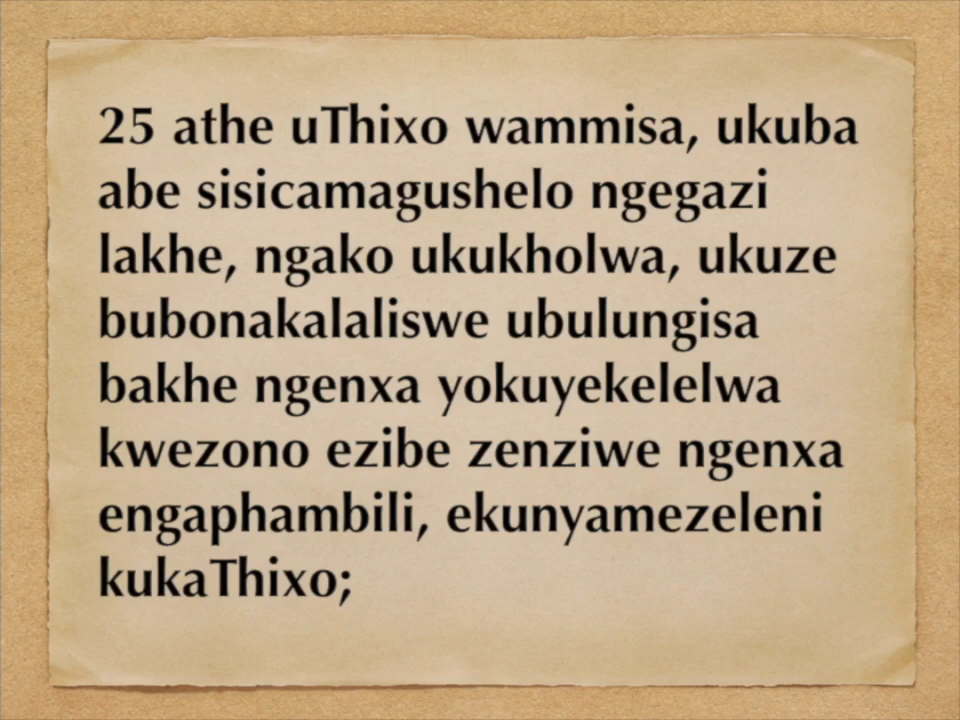 25 athe uThixo wammisa, ukuba
abe sisicamagushelo ngegazi
lakhe, ngako ukukholwa, ukuze
bubonakalaliswe ubulungisa
bakhe ngenxa yokuyekelelwa
kwezono ezibe zenziwe ngenxa
engaphambili, ekunyamezeleni
kukaThixo;